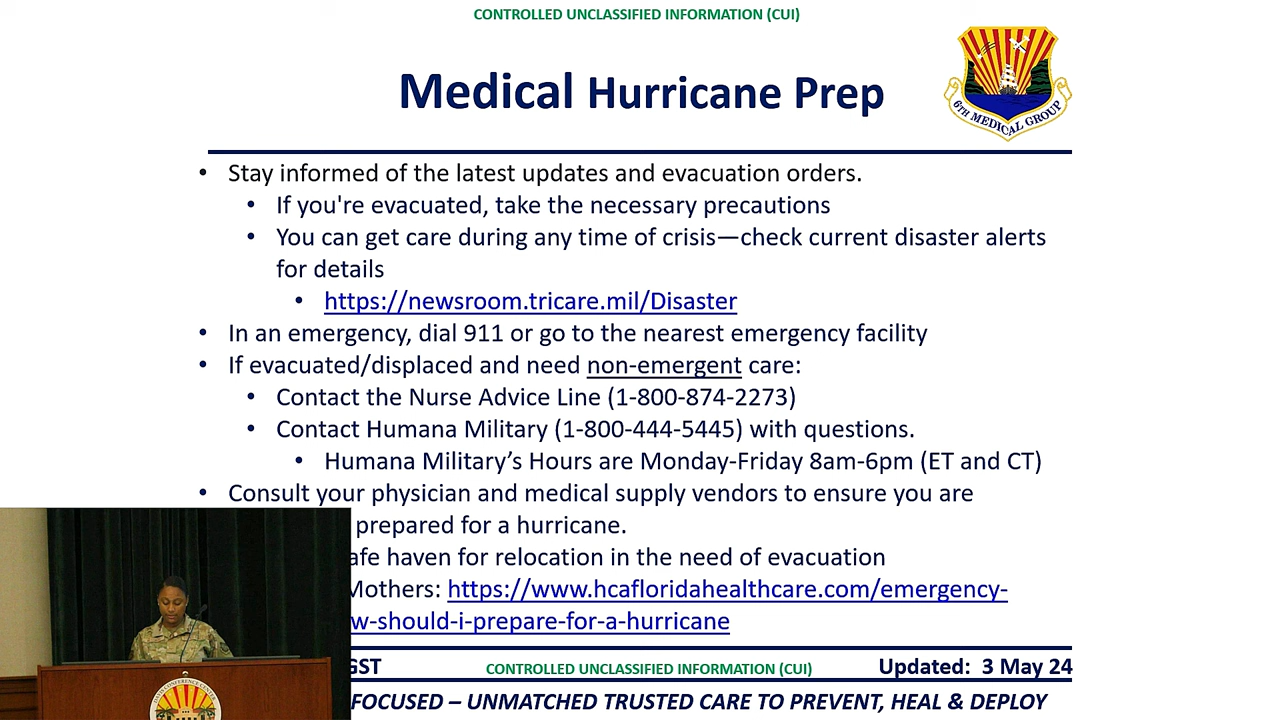 CONTROLLED UNCLASSIFIED INFORMATION (CUI)
Medical Hurricane Prep
6TH MEDICAL GROUP
• Stay informed of the latest updates and evacuation orders.
• If you're evacuated, take the necessary precautions
• You can get care during any time of crisis—check current disaster alerts
for details
• https://newsroom.tricare.mil/Disaster
• In an emergency, dial 911 or go to the nearest emergency facility
• If evacuated/displaced and need non-emergent care:
• Contact the Nurse Advice Line (1-800-874-2273)
• Contact Humana Military (1-800-444-5445) with questions.
• Humana Military’s Hours are Monday-Friday 8am-6pm (ET and CT)
• Consult your physician and medical supply vendors to ensure you are
prepared for a hurricane.
afe haven for relocation in the need of evacuation
Mothers: https://www.hcafloridahealthcare.com/emergency-
w-should-i-prepare-for-a-hurricane
GST
CONTROLLED UNCLASSIFIED INFORMATION (CUI)
Updated: 3 May 24
FOCUSED – UNMATCHED TRUSTED CARE TO PREVENT, HEAL & DEPLOY
CONFERENCE CENTER